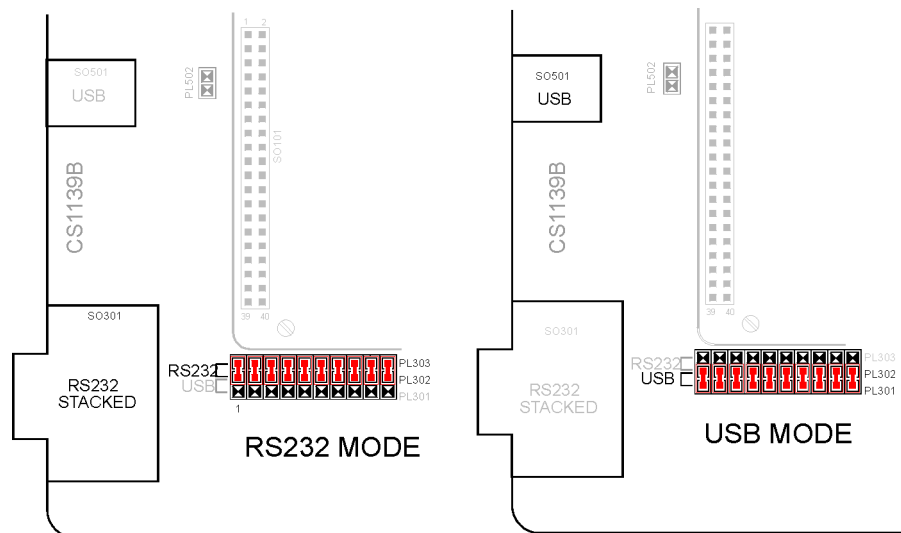 1 2
SO501
USB
PL502
SO101
CS1139B
39 40
SO301
RS232
STACKED
RS232
USB
PL303
PL302
PL301
1
RS232 MODE
SO501
USB
PL502
CS1139B
39 40
SO301
RS232
STACKED
RS232
USB
PL303
PL302
PL301
USB MODE